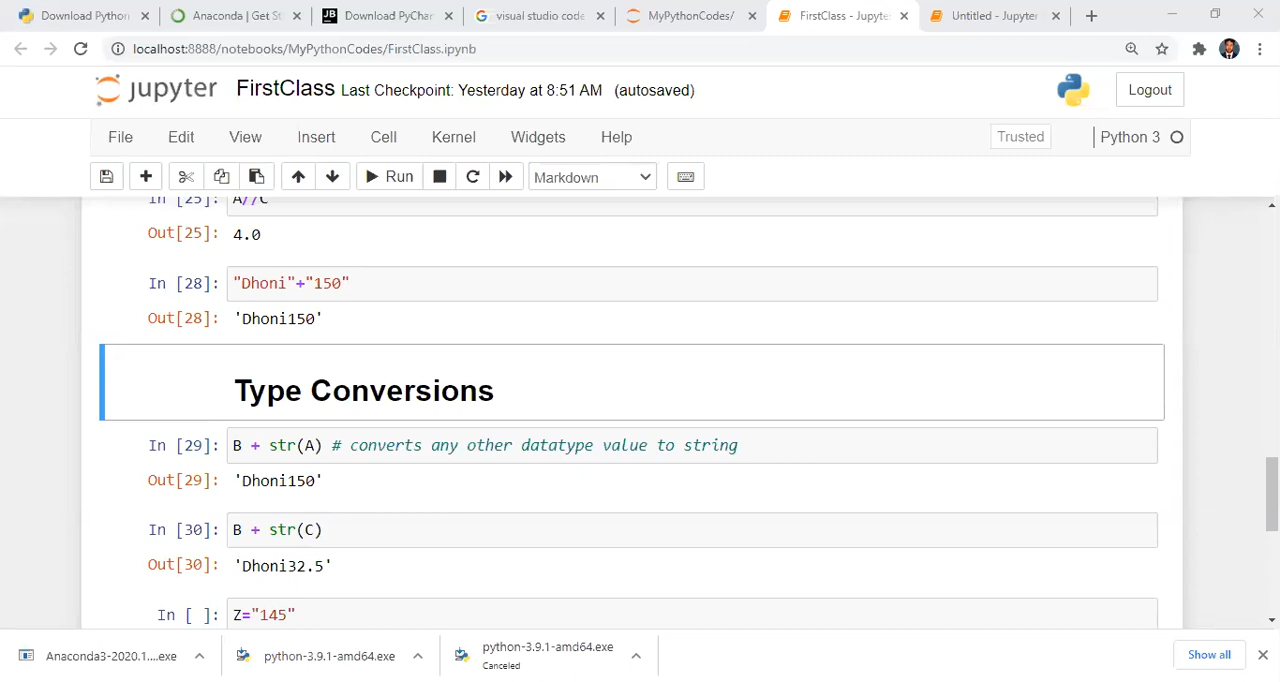 Download Python
Anaconda | Get St
Download PyChar
visual studio code
MyPythonCodes/
FirstClass - Jupyte
Untitled - Jupyter
localhost:8888/notebooks/MyPythonCodes/FirstClass.ipynb
jupyter FirstClass Last Checkpoint: Yesterday at 8:51 AM (autosaved)
Logout
File Edit View Insert Cell Kernel Widgets Help
Trusted
Python 3
Run
Markdown
In [25]: A//C
Out[25]: 4.0
In [28]: "Dhoni"+"150"
Out[28]: 'Dhoni150'
Type Conversions
In [29]: B + str(A) # converts any other datatype value to string
Out[29]: 'Dhoni150'
In [30]: B + str(C)
Out[30]: 'Dhoni32.5'
In [ ]: Z="145"
Anaconda3-2020.1....exe
python-3.9.1-amd64.exe
python-3.9.1-amd64.exe
Canceled
Show all